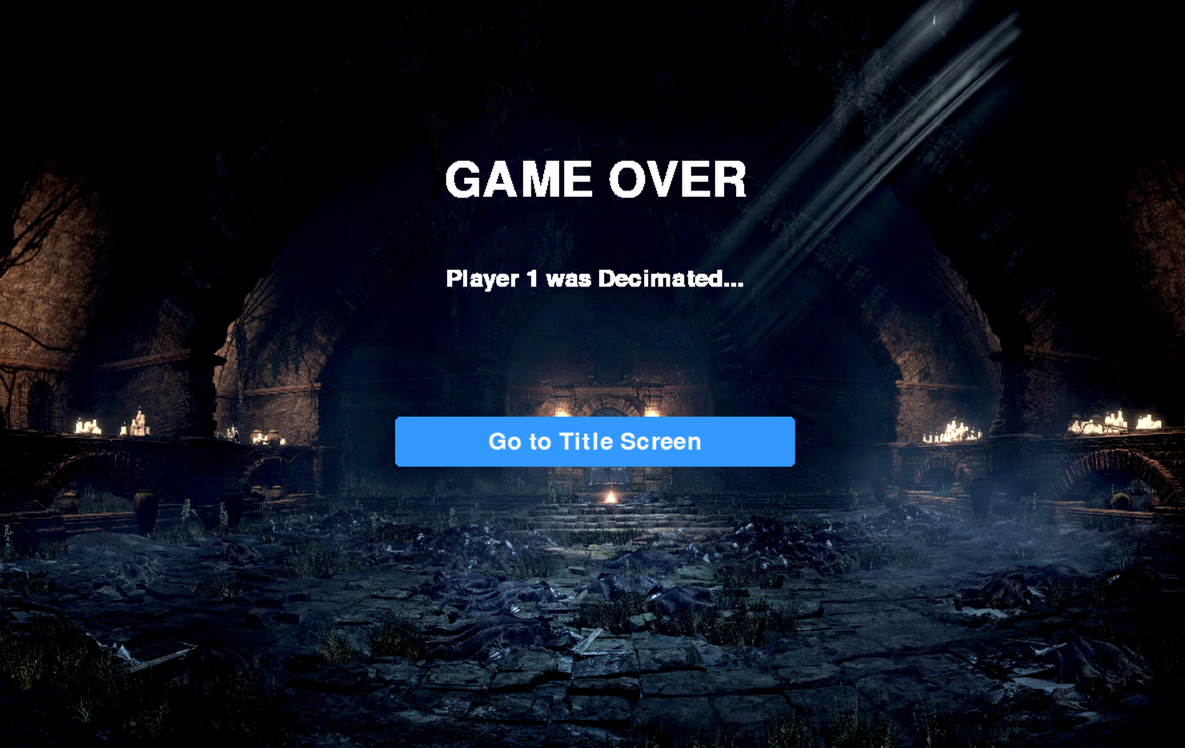 GAME OVER
Player 1 was Decimated...
Go to Title Screen